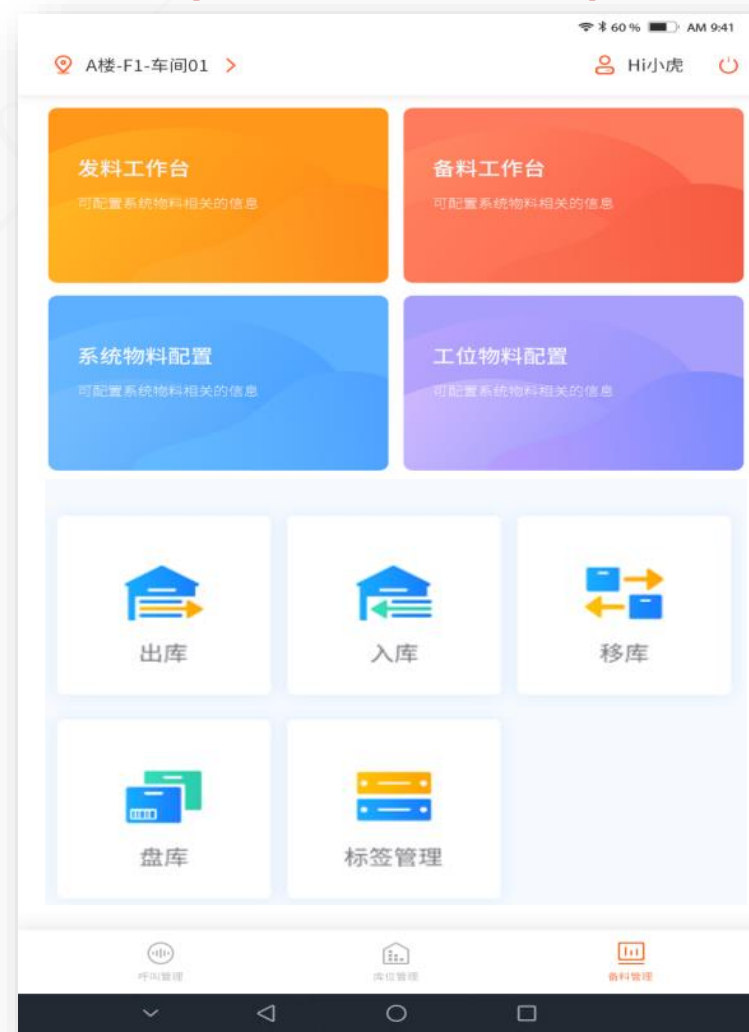 60 % AM 9:41
A楼-F1-车间01 Hi小虎
发料工作台
可配置系统物料相关的信息
备料工作台
可配置系统物料相关的信息
系统物料配置
可配置系统物料相关的信息
工位物料配置
可配置系统物料相关的信息
出库
入库
移库
盘库
标签管理
呼叫管理
库位管理
备料管理